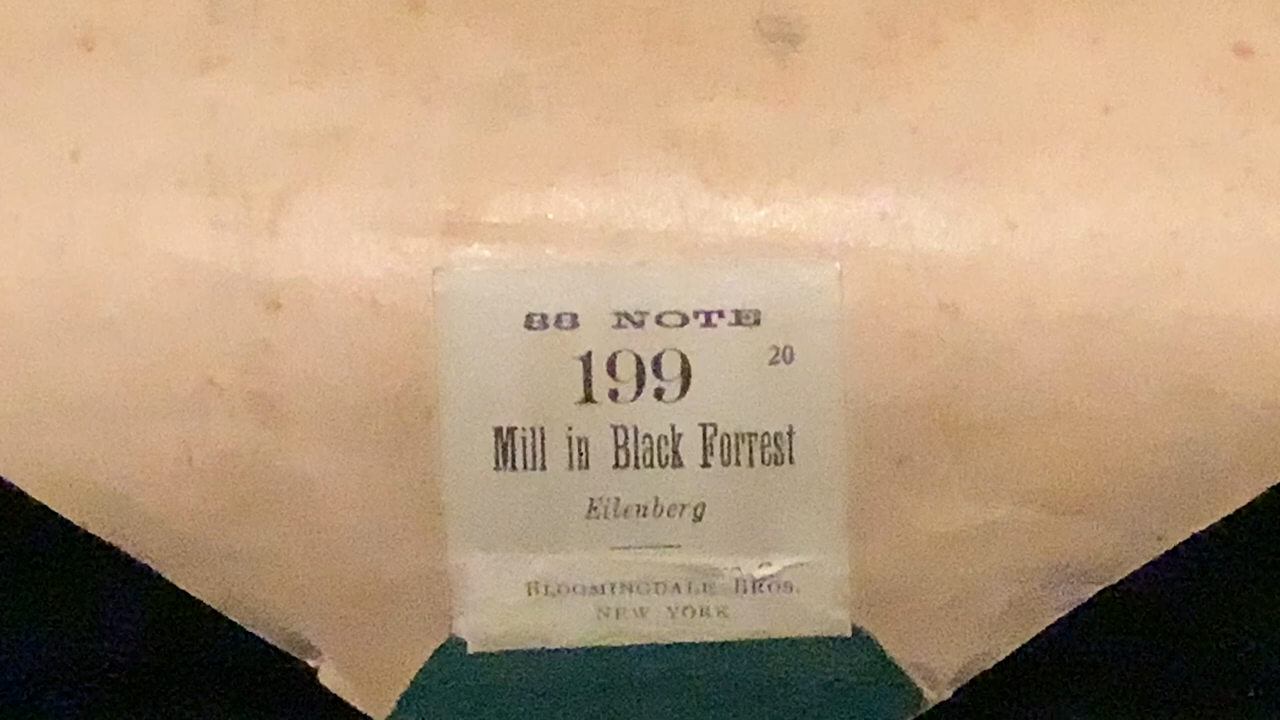 88 NOTE
199 20
Mill in Black Forrest
Eilenberg
BLOOMINGDALE BROS.
NEW YORK